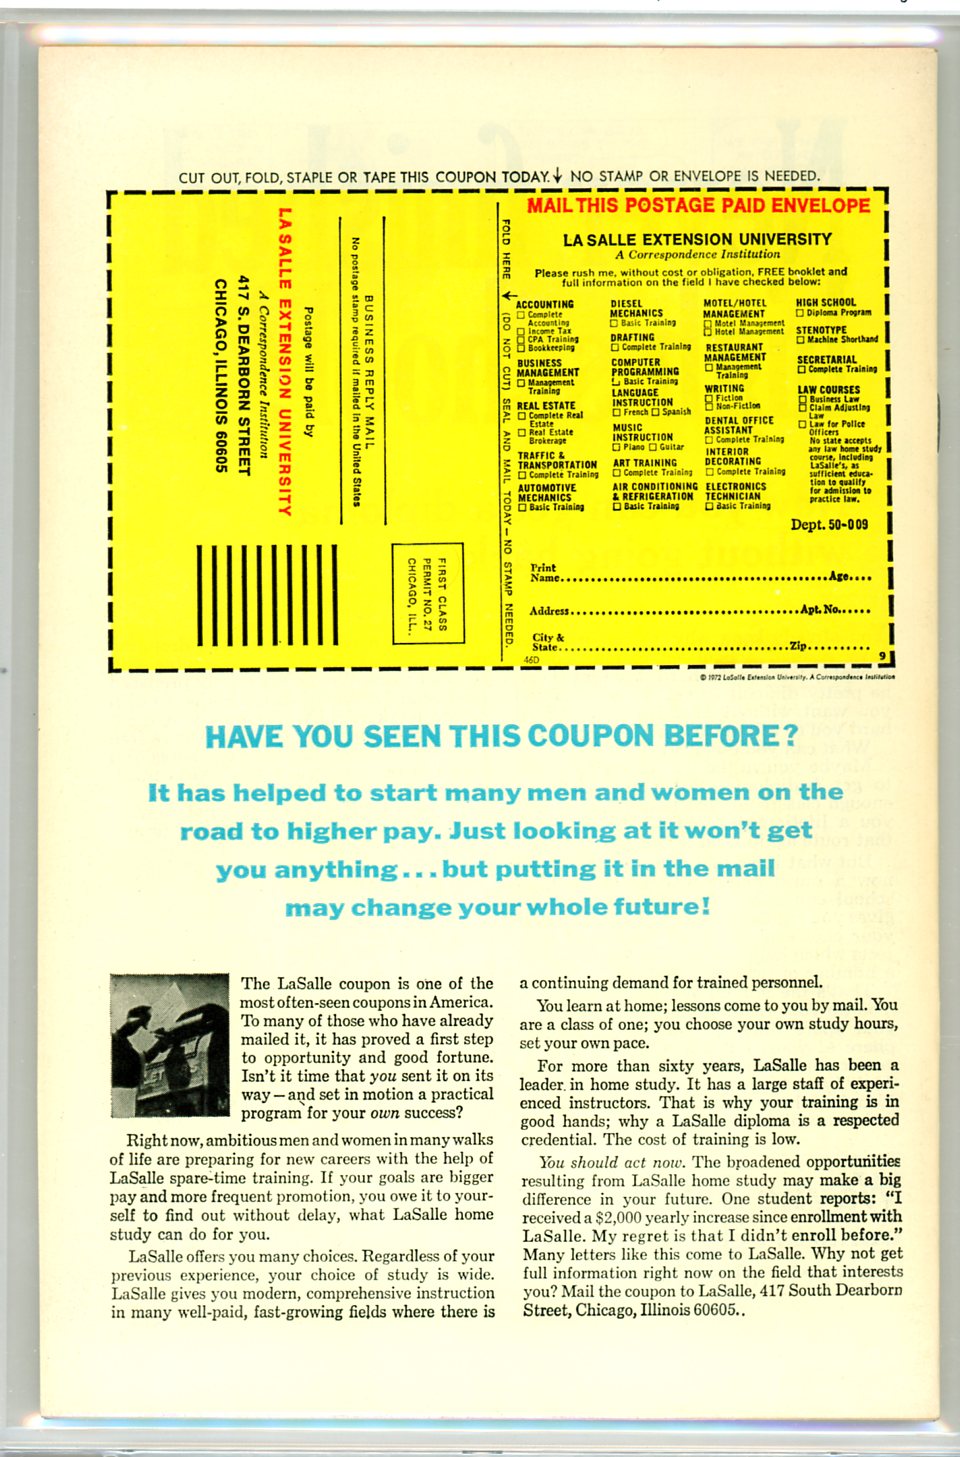 CUT OUT, FOLD, STAPLE OR TAPE THIS COUPON TODAY.↓ NO STAMP OR ENVELOPE IS NEEDED.
FIRST CLASS
PERMIT NO. 27
CHICAGO, ILL..
BUSINESS REPLY MAIL
No postage stamp required if mailed in the United States
Postage will be paid by
LA SALLE EXTENSION UNIVERSITY
A Correspondence Institution
417 S. DEARBORN STREET
CHICAGO, ILLINOIS 60605
FOLD HERE → (DO NOT CUT) SEAL AND MAIL TODAY — NO STAMP NEEDED.
MAIL THIS POSTAGE PAID ENVELOPE
LA SALLE EXTENSION UNIVERSITY
A Correspondence Institution
Please rush me, without cost or obligation, FREE booklet and
full information on the field I have checked below:
ACCOUNTING
☐ Complete
Accounting
☐ Income Tax
☐ CPA Training
☐ Bookkeeping
BUSINESS
MANAGEMENT
☐ Management
Training
REAL ESTATE
☐ Complete Real
Estate
☐ Real Estate
Brokerage
TRAFFIC &
TRANSPORTATION
☐ Complete Training
AUTOMOTIVE
MECHANICS
☐ Basic Training
DIESEL
MECHANICS
☐ Basic Training
DRAFTING
☐ Complete Training
COMPUTER
PROGRAMMING
☐ Basic Training
LANGUAGE
INSTRUCTION
☐ French ☐ Spanish
MUSIC
INSTRUCTION
☐ Piano ☐ Guitar
ART TRAINING
☐ Complete Training
AIR CONDITIONING
& REFRIGERATION
☐ Basic Training
MOTEL/HOTEL
MANAGEMENT
☐ Motel Management
☐ Hotel Management
RESTAURANT
MANAGEMENT
☐ Management
Training
WRITING
☐ Fiction
☐ Non-Fiction
DENTAL OFFICE
ASSISTANT
☐ Complete Training
INTERIOR
DECORATING
☐ Complete Training
ELECTRONICS
TECHNICIAN
☐ Basic Training
HIGH SCHOOL
☐ Diploma Program
STENOTYPE
☐ Machine Shorthand
SECRETARIAL
☐ Complete Training
LAW COURSES
☐ Business Law
☐ Claim Adjusting
Law
☐ Law for Police
Officers
No state accepts
any law home study
course, including
LaSalle's, as
sufficient educa-
tion to qualify
for admission to
practice law.
Dept. 50-009
Print
Name..........Age....
Address..........Apt. No......
City &
State..........Zip..........
46D
9
© 1972 LaSalle Extension University. A Correspondence Institution
HAVE YOU SEEN THIS COUPON BEFORE?
It has helped to start many men and women on the
road to higher pay. Just looking at it won't get
you anything...but putting it in the mail
may change your whole future!
The LaSalle coupon is one of the
most often-seen coupons in America.
To many of those who have already
mailed it, it has proved a first step
to opportunity and good fortune.
Isn't it time that you sent it on its
way — and set in motion a practical
program for your own success?
Right now, ambitious men and women in many walks
of life are preparing for new careers with the help of
LaSalle spare-time training. If your goals are bigger
pay and more frequent promotion, you owe it to your-
self to find out without delay, what LaSalle home
study can do for you.
LaSalle offers you many choices. Regardless of your
previous experience, your choice of study is wide.
LaSalle gives you modern, comprehensive instruction
in many well-paid, fast-growing fields where there is
a continuing demand for trained personnel.
You learn at home; lessons come to you by mail. You
are a class of one; you choose your own study hours,
set your own pace.
For more than sixty years, LaSalle has been a
leader in home study. It has a large staff of experi-
enced instructors. That is why your training is in
good hands; why a LaSalle diploma is a respected
credential. The cost of training is low.
You should act now. The broadened opportunities
resulting from LaSalle home study may make a big
difference in your future. One student reports: "I
received a $2,000 yearly increase since enrollment with
LaSalle. My regret is that I didn't enroll before."
Many letters like this come to LaSalle. Why not get
full information right now on the field that interests
you? Mail the coupon to LaSalle, 417 South Dearborn
Street, Chicago, Illinois 60605..